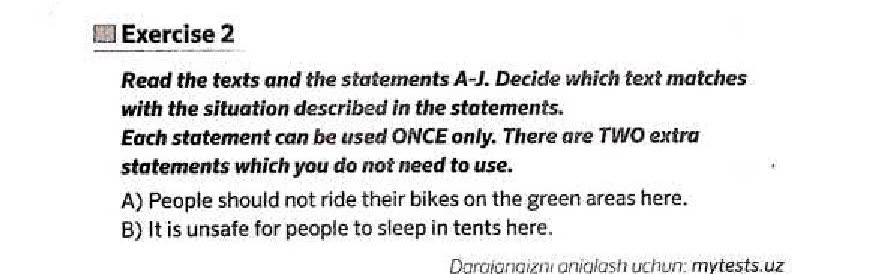 Exercise 2
Read the texts and the statements A-J. Decide which text matches
with the situation described in the statements.
Each statement can be used ONCE only. There are TWO extra
statements which you do not need to use.
A) People should not ride their bikes on the green areas here.
B) It is unsafe for people to sleep in tents here.
Darajangizni aniqlash uchun: mytests.uz